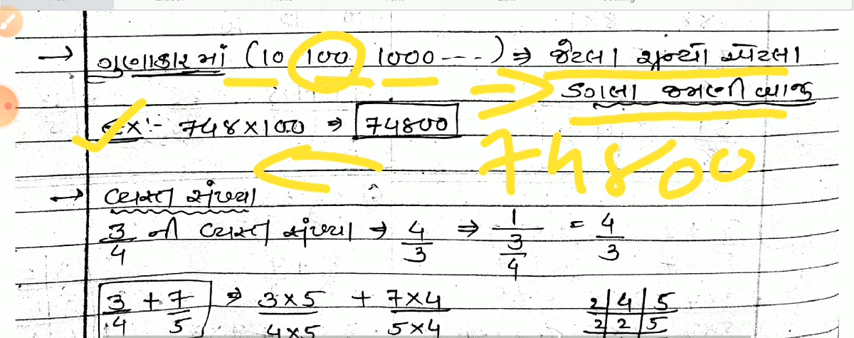 → ગુણાકારમાં (10 100 1000 ---) ⇒ જેટલા શૂન્યો એટલા
⇒ ડગલા જમણી બાજુ
Ex:- 748×100 ⇒ 74800
74800
→ વ્યસ્ત સંખ્યા
3/4 ની વ્યસ્ત સંખ્યા → 4/3 ⇒ 1/(3/4) = 4/3
3/4 + 7/5 ⇒ (3×5)/(4×5) + (7×4)/(5×4)
2|4|5
2|2|5